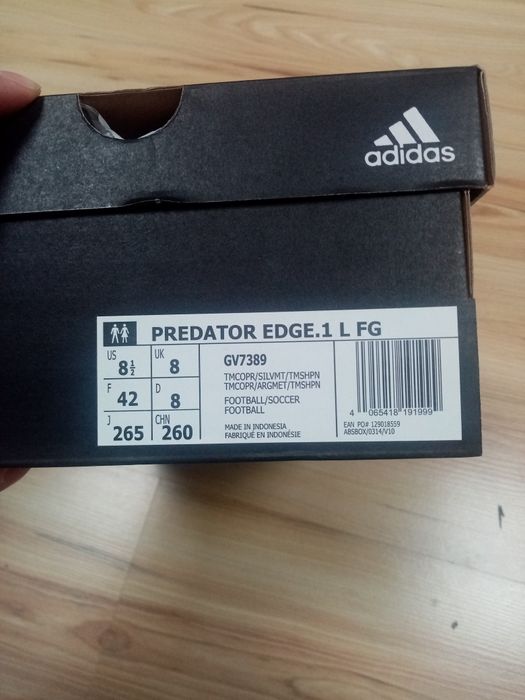 adidas
PREDATOR EDGE.1 L FG
US 8½ UK 8
F 42 D 8
J 265 CHN 260
GV7389
TMCOPR/SILVMT/TMSHPN
TMCOPR/ARGMET/TMSHPN
FOOTBALL/SOCCER
FOOTBALL
MADE IN INDONESIA
FABRIQUÉ EN INDONÉSIE
4 065418 191999
EAN PO# 129018559
ABSBOX/0314/V10